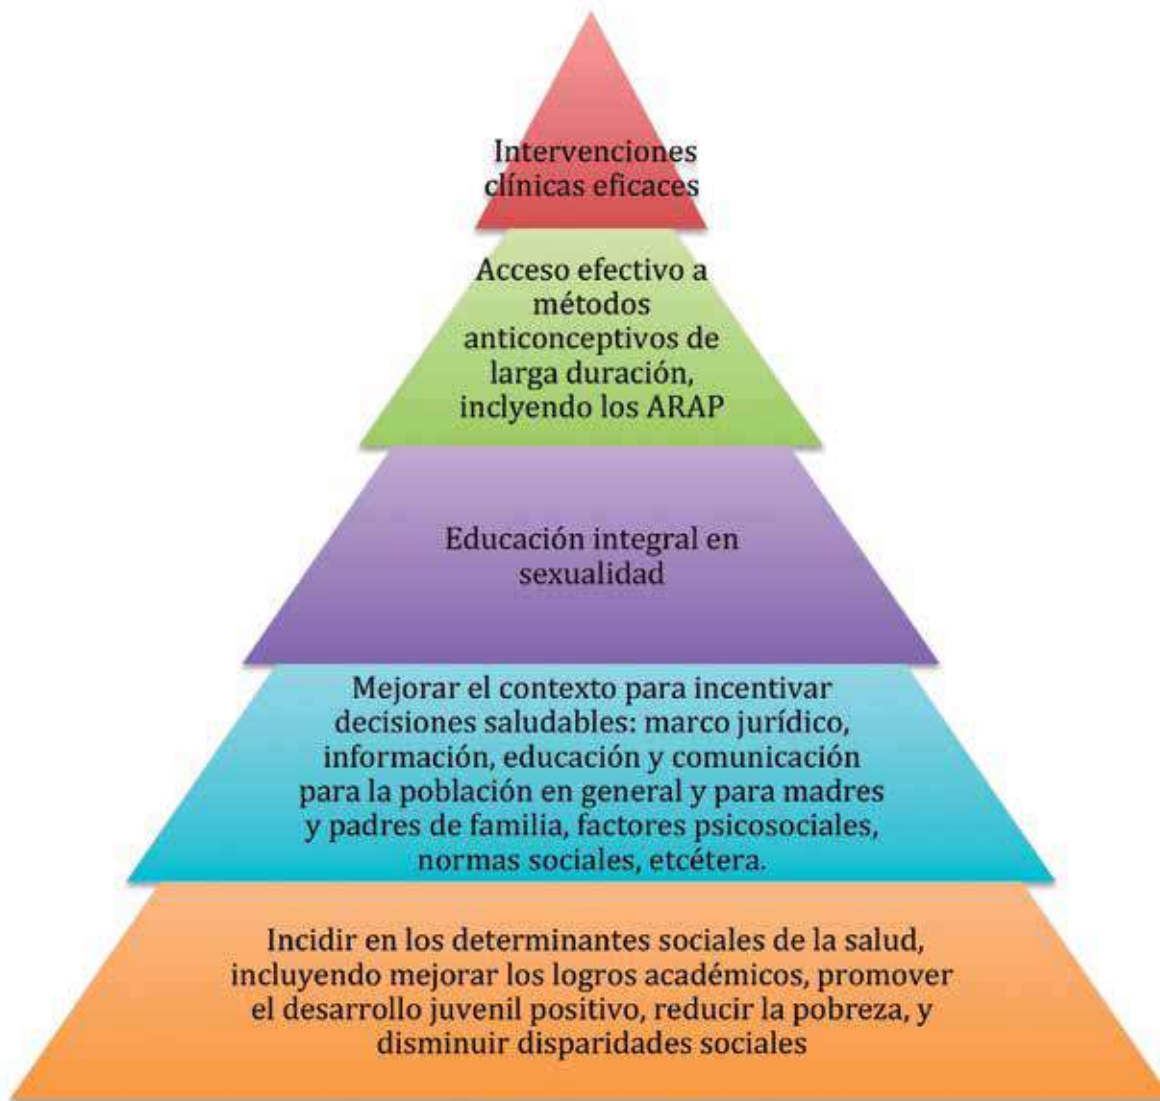 Intervenciones
clínicas eficaces
Acceso efectivo a
métodos
anticonceptivos de
larga duración,
inclyendo los ARAP
Educación integral en
sexualidad
Mejorar el contexto para incentivar
decisiones saludables: marco jurídico,
información, educación y comunicación
para la población en general y para madres
y padres de familia, factores psicosociales,
normas sociales, etcétera.
Incidir en los determinantes sociales de la salud,
incluyendo mejorar los logros académicos, promover
el desarrollo juvenil positivo, reducir la pobreza, y
disminuir disparidades sociales